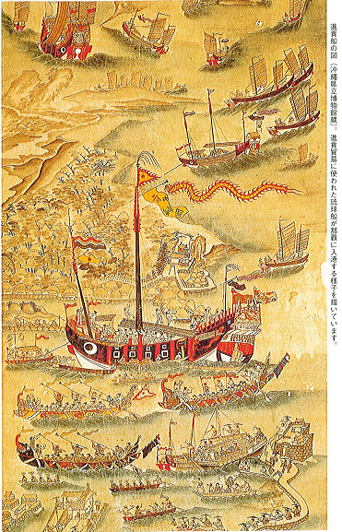 進貢船の図（沖縄県立博物館蔵）。進貢貿易に使われた琉球船が那覇に入港する様子を描いています。